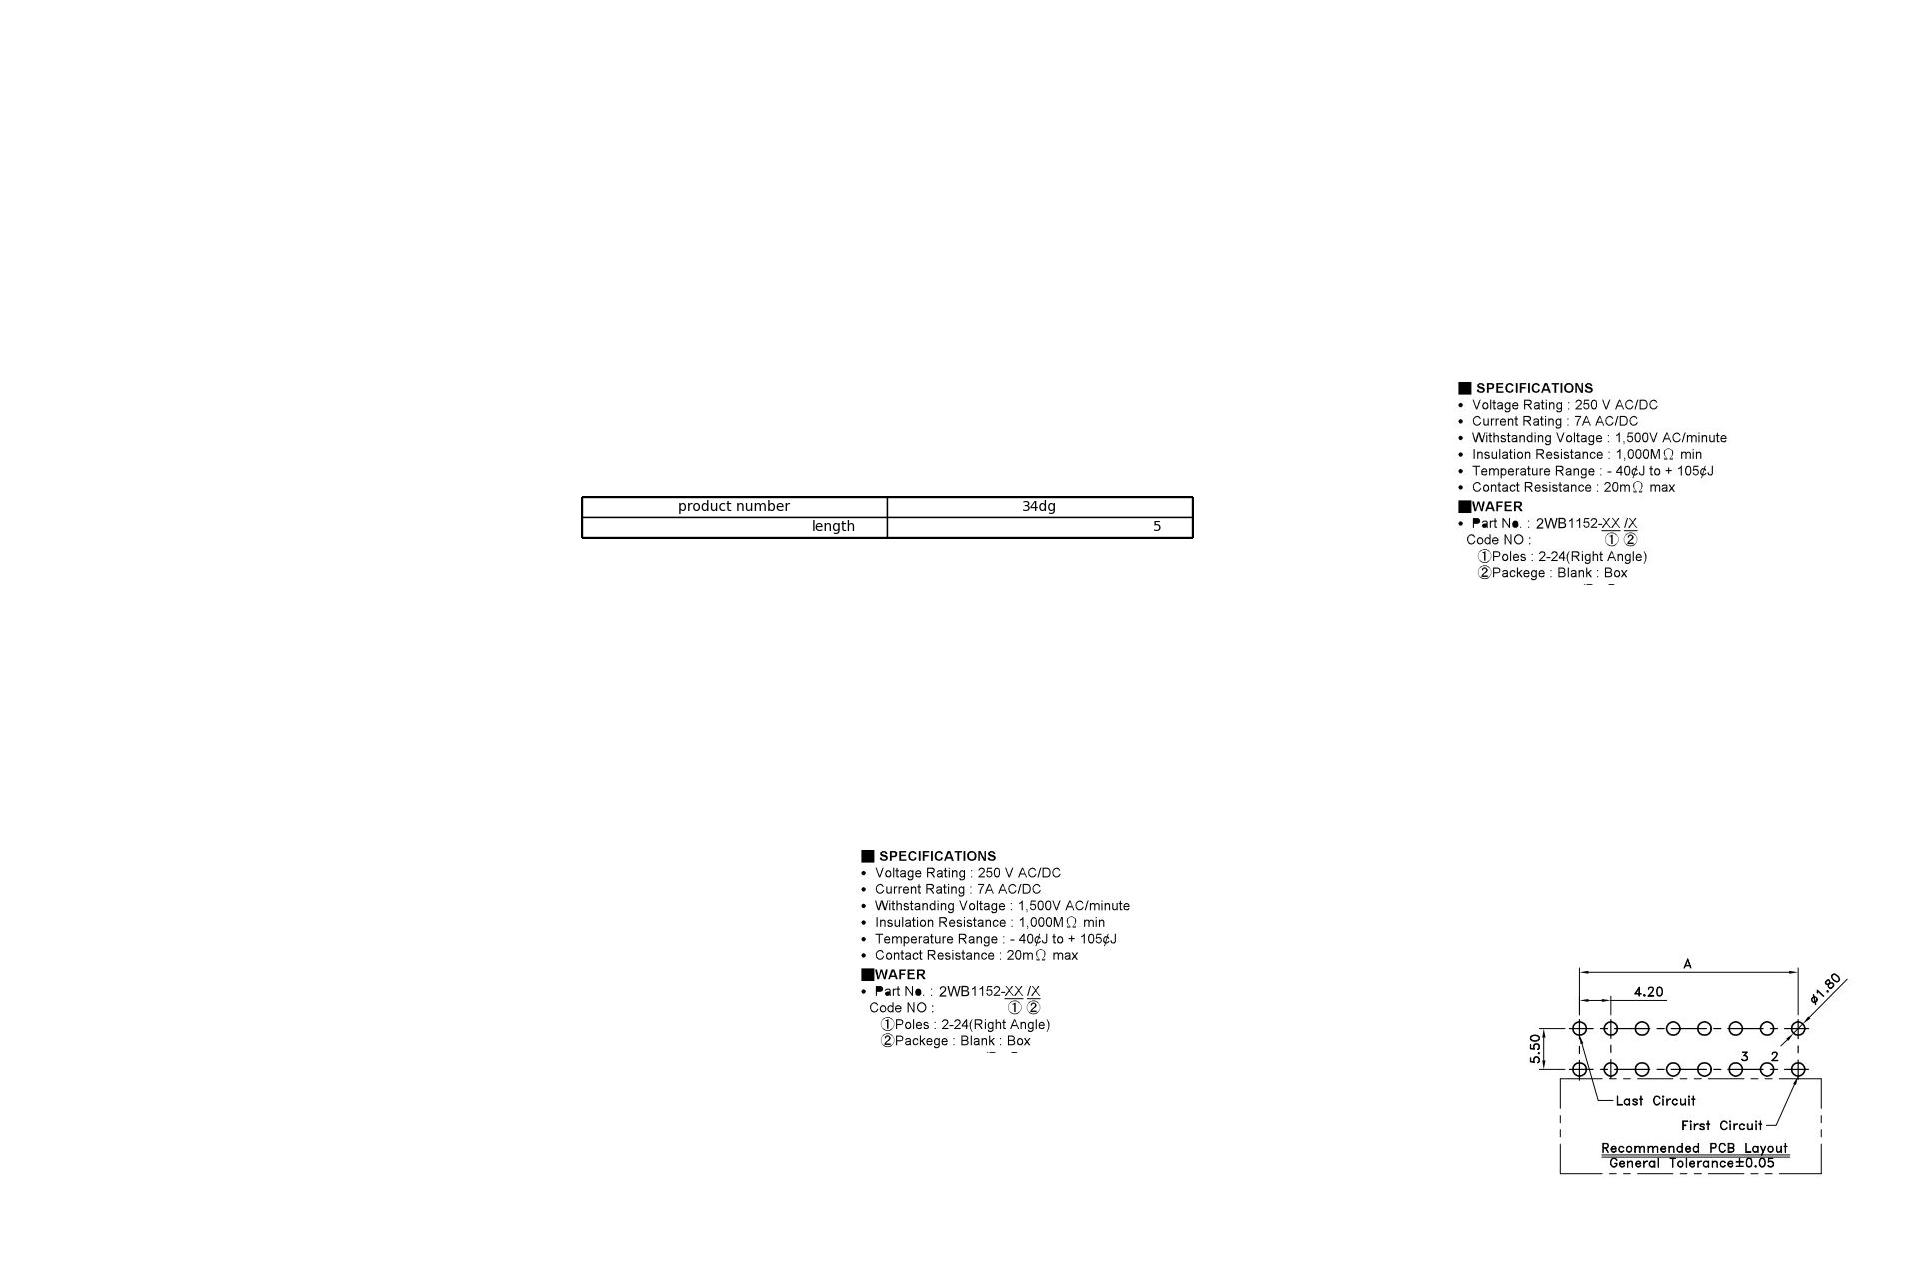 ■ SPECIFICATIONS
• Voltage Rating : 250 V AC/DC
• Current Rating : 7A AC/DC
• Withstanding Voltage : 1,500V AC/minute
• Insulation Resistance : 1,000MΩ min
• Temperature Range : - 40¢J to + 105¢J
• Contact Resistance : 20mΩ max
■WAFER
• Part No. : 2WB1152-XX /X
Code NO : ① ②
①Poles : 2-24(Right Angle)
②Packege : Blank : Box
product number 34dg
length 5
■ SPECIFICATIONS
• Voltage Rating : 250 V AC/DC
• Current Rating : 7A AC/DC
• Withstanding Voltage : 1,500V AC/minute
• Insulation Resistance : 1,000MΩ min
• Temperature Range : - 40¢J to + 105¢J
• Contact Resistance : 20mΩ max
■WAFER
• Part No. : 2WB1152-XX /X
Code NO : ① ②
①Poles : 2-24(Right Angle)
②Packege : Blank : Box
A
4.20
ø1.80
5.50
3 2
Last Circuit
First Circuit
Recommended PCB Layout
General Tolerance±0.05